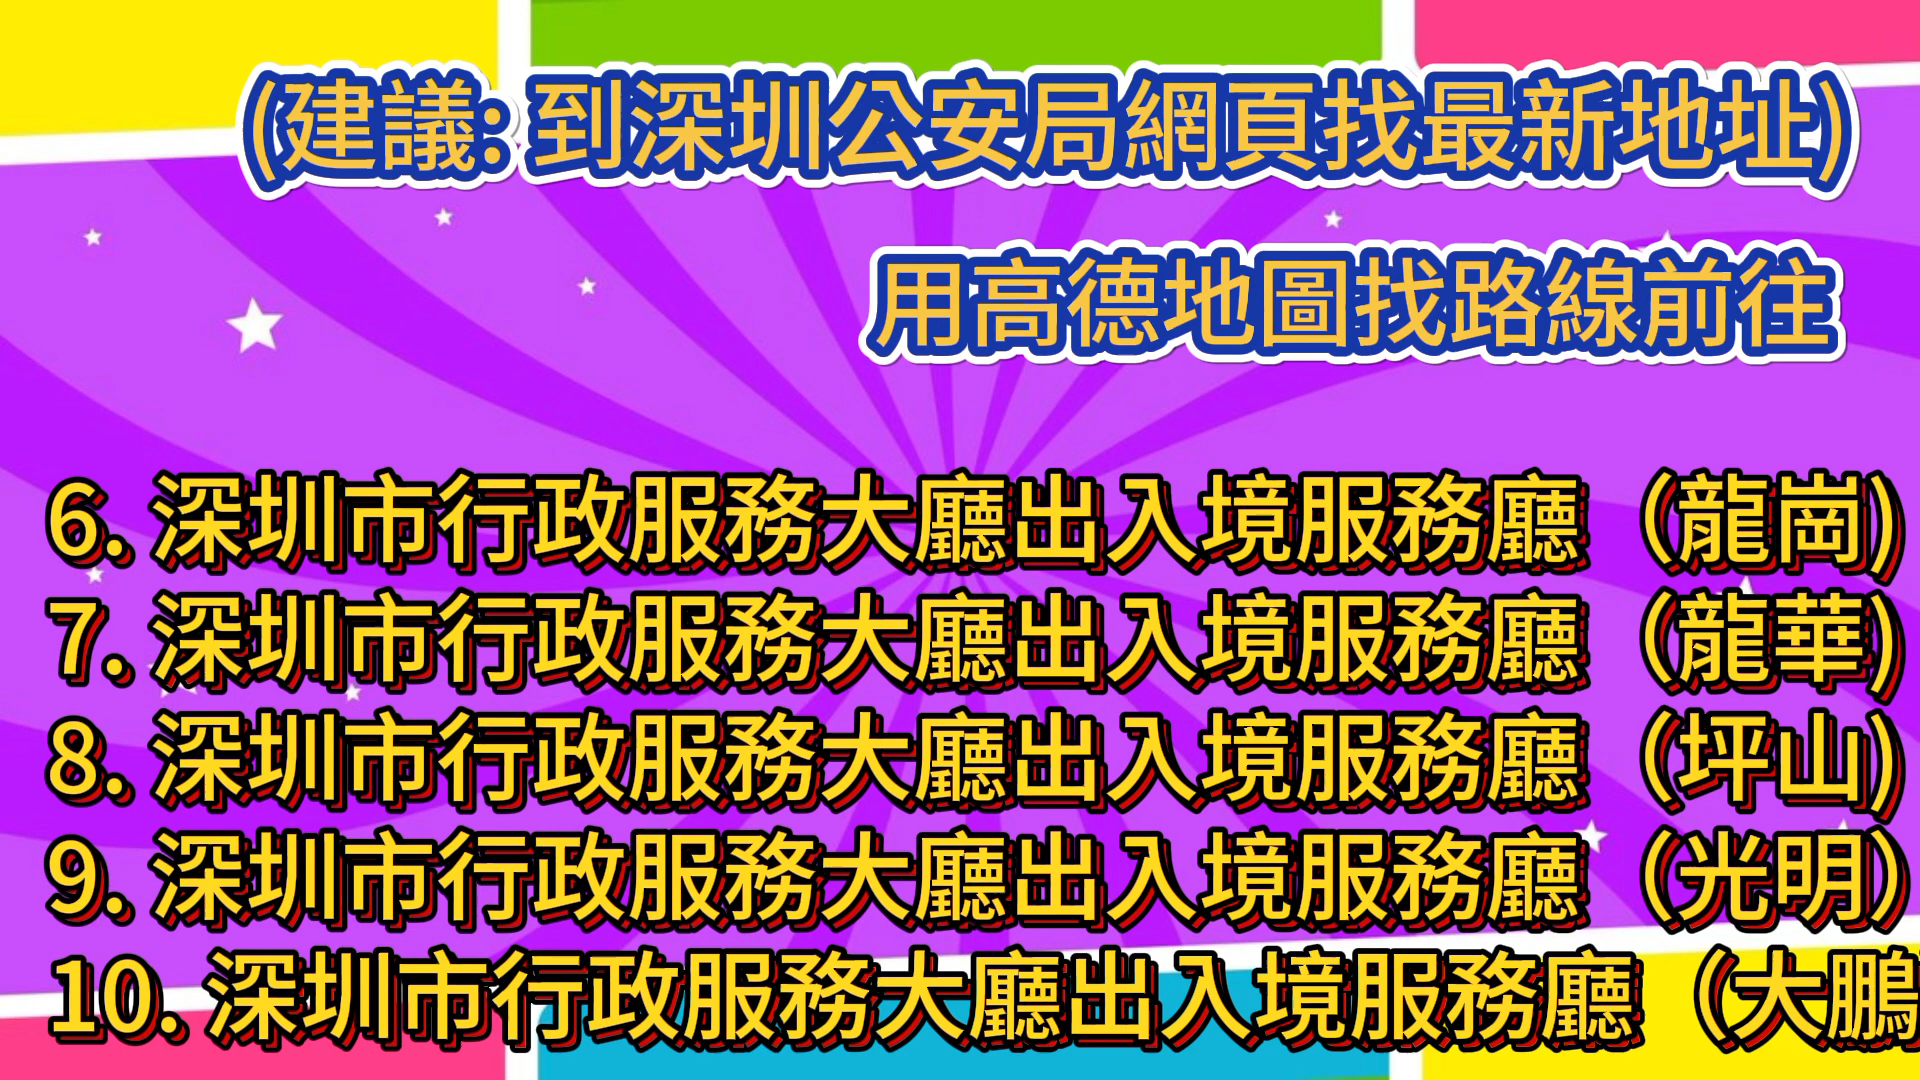 (建議: 到深圳公安局網頁找最新地址)
用高德地圖找路線前往
6. 深圳市行政服務大廳出入境服務廳（龍崗)
7. 深圳市行政服務大廳出入境服務廳（龍華)
8. 深圳市行政服務大廳出入境服務廳（坪山)
9. 深圳市行政服務大廳出入境服務廳（光明）
10. 深圳市行政服務大廳出入境服務廳（大鵬